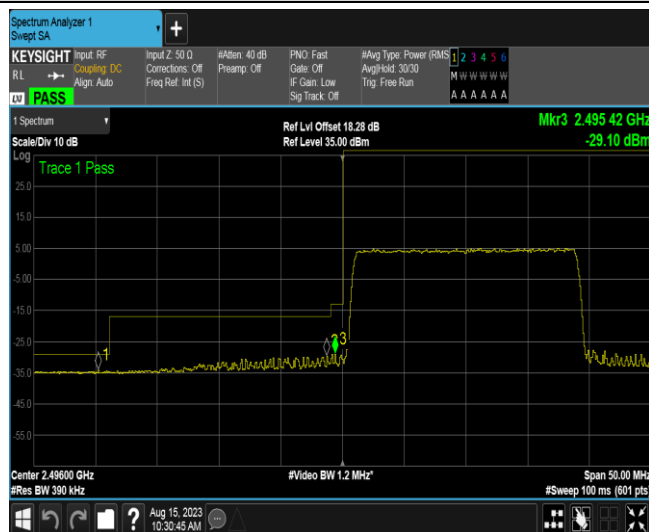 Spectrum Analyzer 1
Swept SA
KEYSIGHT
RL
LXI PASS
Input: RF
Coupling: DC
Align: Auto
Input Z: 50 Ω
Corrections: Off
Freq Ref: Int (S)
#Atten: 40 dB
Preamp: Off
PNO: Fast
Gate: Off
IF Gain: Low
Sig Track: Off
#Avg Type: Power (RMS
Avg|Hold: 30/30
Trig: Free Run
1 2 3 4 5 6
M W W W W W
A A A A A A
1 Spectrum
Scale/Div 10 dB
Ref Lvl Offset 18.28 dB
Ref Level 35.00 dBm
Mkr3 2.495 42 GHz
-29.10 dBm
Log
Trace 1 Pass
25.0
15.0
5.00
-5.00
-15.0
-25.0
-35.0
-45.0
-55.0
1
3
Center 2.49600 GHz
#Res BW 390 kHz
#Video BW 1.2 MHz*
Span 50.00 MHz
#Sweep 100 ms (601 pts)
?
Aug 15, 2023
10:30:45 AM